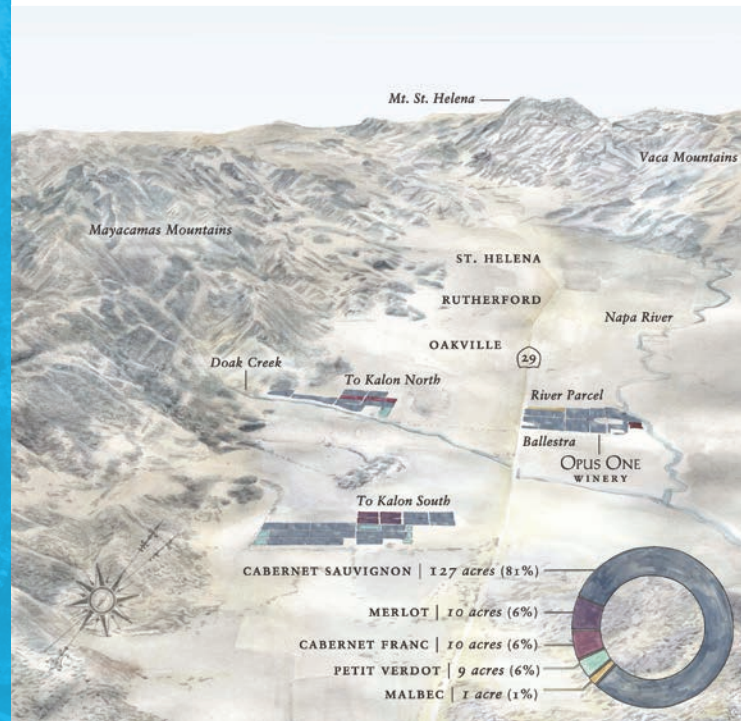 Mt. St. Helena
Vaca Mountains
Mayacamas Mountains
ST. HELENA
RUTHERFORD
Napa River
OAKVILLE
29
Doak Creek
To Kalon North
River Parcel
Ballestra
OPUS ONE
WINERY
To Kalon South
CABERNET SAUVIGNON | 127 acres (81%)
MERLOT | 10 acres (6%)
CABERNET FRANC | 10 acres (6%)
PETIT VERDOT | 9 acres (6%)
MALBEC | 1 acre (1%)